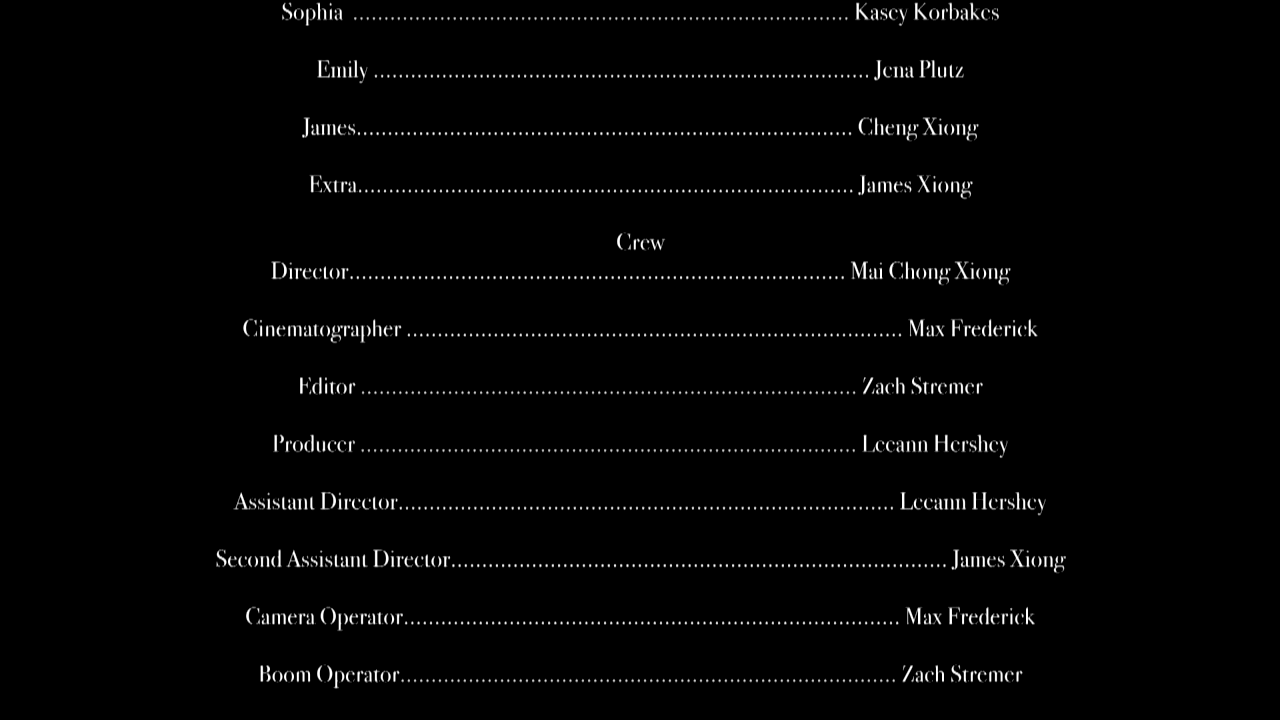 Sophia ................................................................................ Kasey Korbakes
Emily ................................................................................ Jena Plutz
James................................................................................ Cheng Xiong
Extra................................................................................ James Xiong
Crew
Director................................................................................ Mai Chong Xiong
Cinematographer ................................................................................ Max Frederick
Editor ................................................................................ Zach Stremer
Producer ................................................................................ Leeann Hershey
Assistant Director................................................................................ Leeann Hershey
Second Assistant Director................................................................................ James Xiong
Camera Operator................................................................................ Max Frederick
Boom Operator................................................................................ Zach Stremer